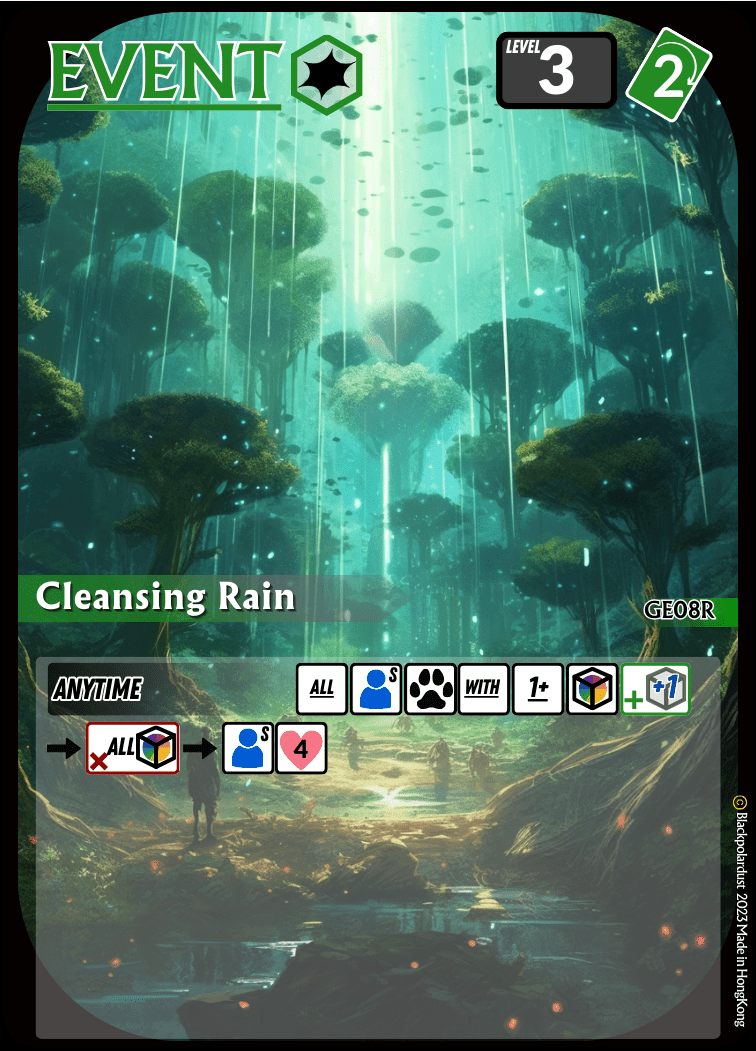 EVENT
LEVEL 3
2
Cleansing Rain
GE08R
ANYTIME ALL S WITH 1+ + +1
ALL S 4
© Blackpolardust 2023 Made in HongKong